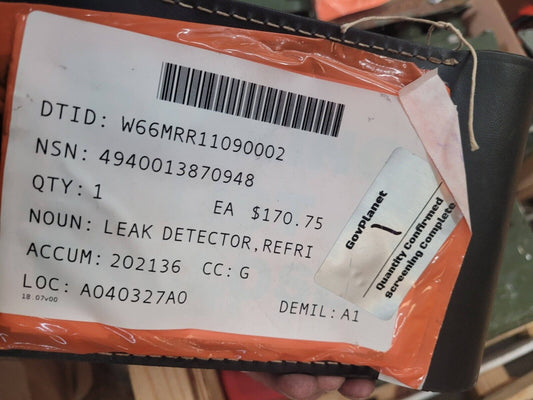 DTID: W66MRR11090002
NSN: 4940013870948
QTY: 1
EA $170.75
NOUN: LEAK DETECTOR,REFRI
ACCUM: 202136 CC: G
LOC: A040327A0
DEMIL: A1
18 07v00
GovPlanet
1
Quantity Confirmed
Screening Complete